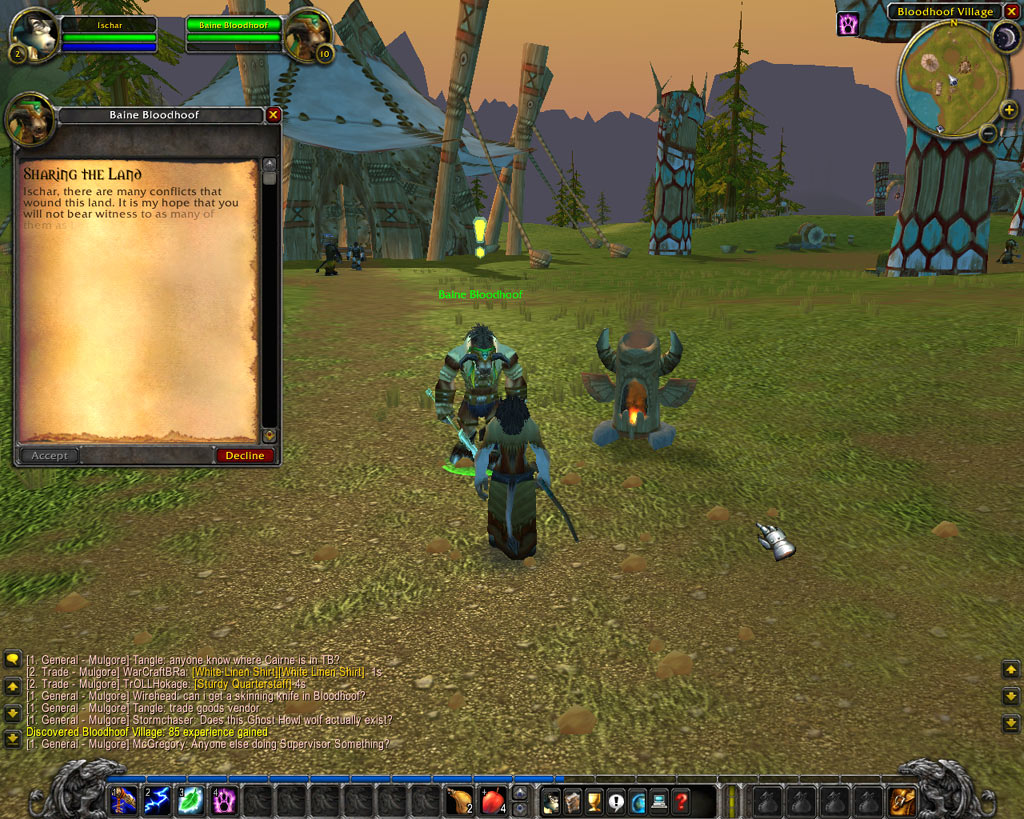 Ischar
2
Baine Bloodhoof
10
Bloodhoof Village
N
Baine Bloodhoof
Sharing the Land
Ischar, there are many conflicts that
wound this land. It is my hope that you
will not bear witness to as many of
them as
Accept
Decline
Baine Bloodhoof
[1. General - Mulgore] Tangle: anyone know where Cairne is in TB?
[2. Trade - Mulgore] WarCraftBRa: [White Linen Shirt][White Linen Shirt] - 1s
[2. Trade - Mulgore] TrOLLHokage: [Sturdy Quarterstaff] 4s
[1. General - Mulgore] Wirehead: can i get a skinning knife in Bloodhoof?
[1. General - Mulgore] Tangle: trade goods vendor
[1. General - Mulgore] Stormchaser: Does this Ghost Howl wolf actually exist?
Discovered Bloodhoof Village: 85 experience gained
[1. General - Mulgore] McGregory: Anyone else doing Supervisor Something?
1 2 3 4 2 4